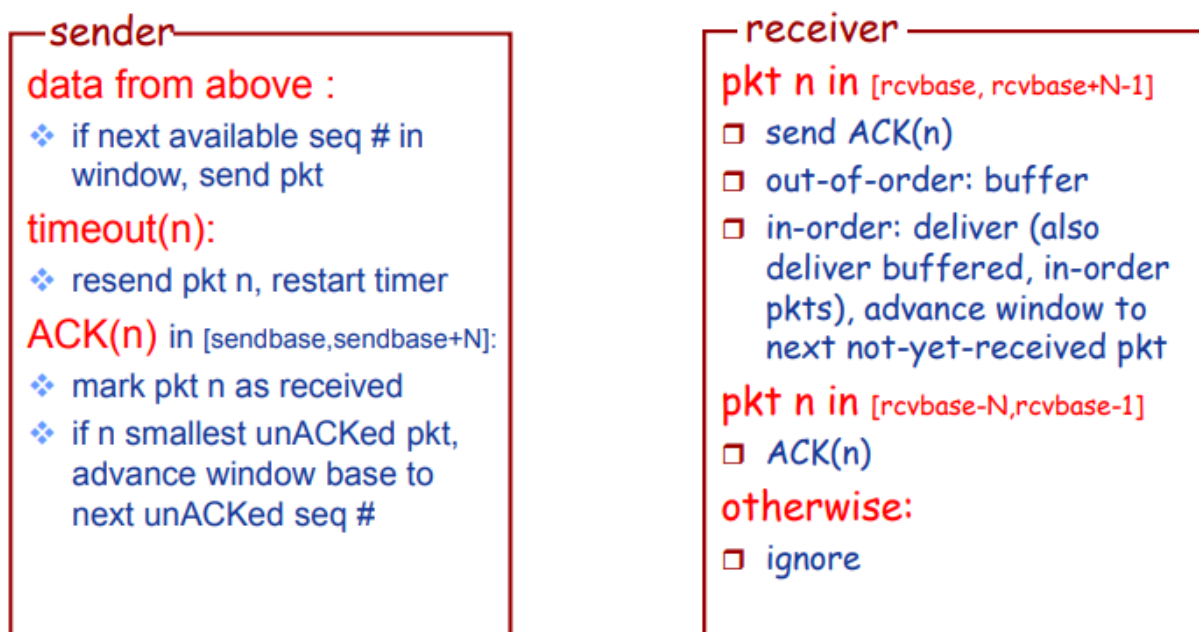 sender
data from above :
❖ if next available seq # in
window, send pkt
timeout(n):
❖ resend pkt n, restart timer
ACK(n) in [sendbase,sendbase+N]:
❖ mark pkt n as received
❖ if n smallest unACKed pkt,
advance window base to
next unACKed seq #
receiver
pkt n in [rcvbase, rcvbase+N-1]
❒ send ACK(n)
❒ out-of-order: buffer
❒ in-order: deliver (also
deliver buffered, in-order
pkts), advance window to
next not-yet-received pkt
pkt n in [rcvbase-N,rcvbase-1]
❒ ACK(n)
otherwise:
❒ ignore